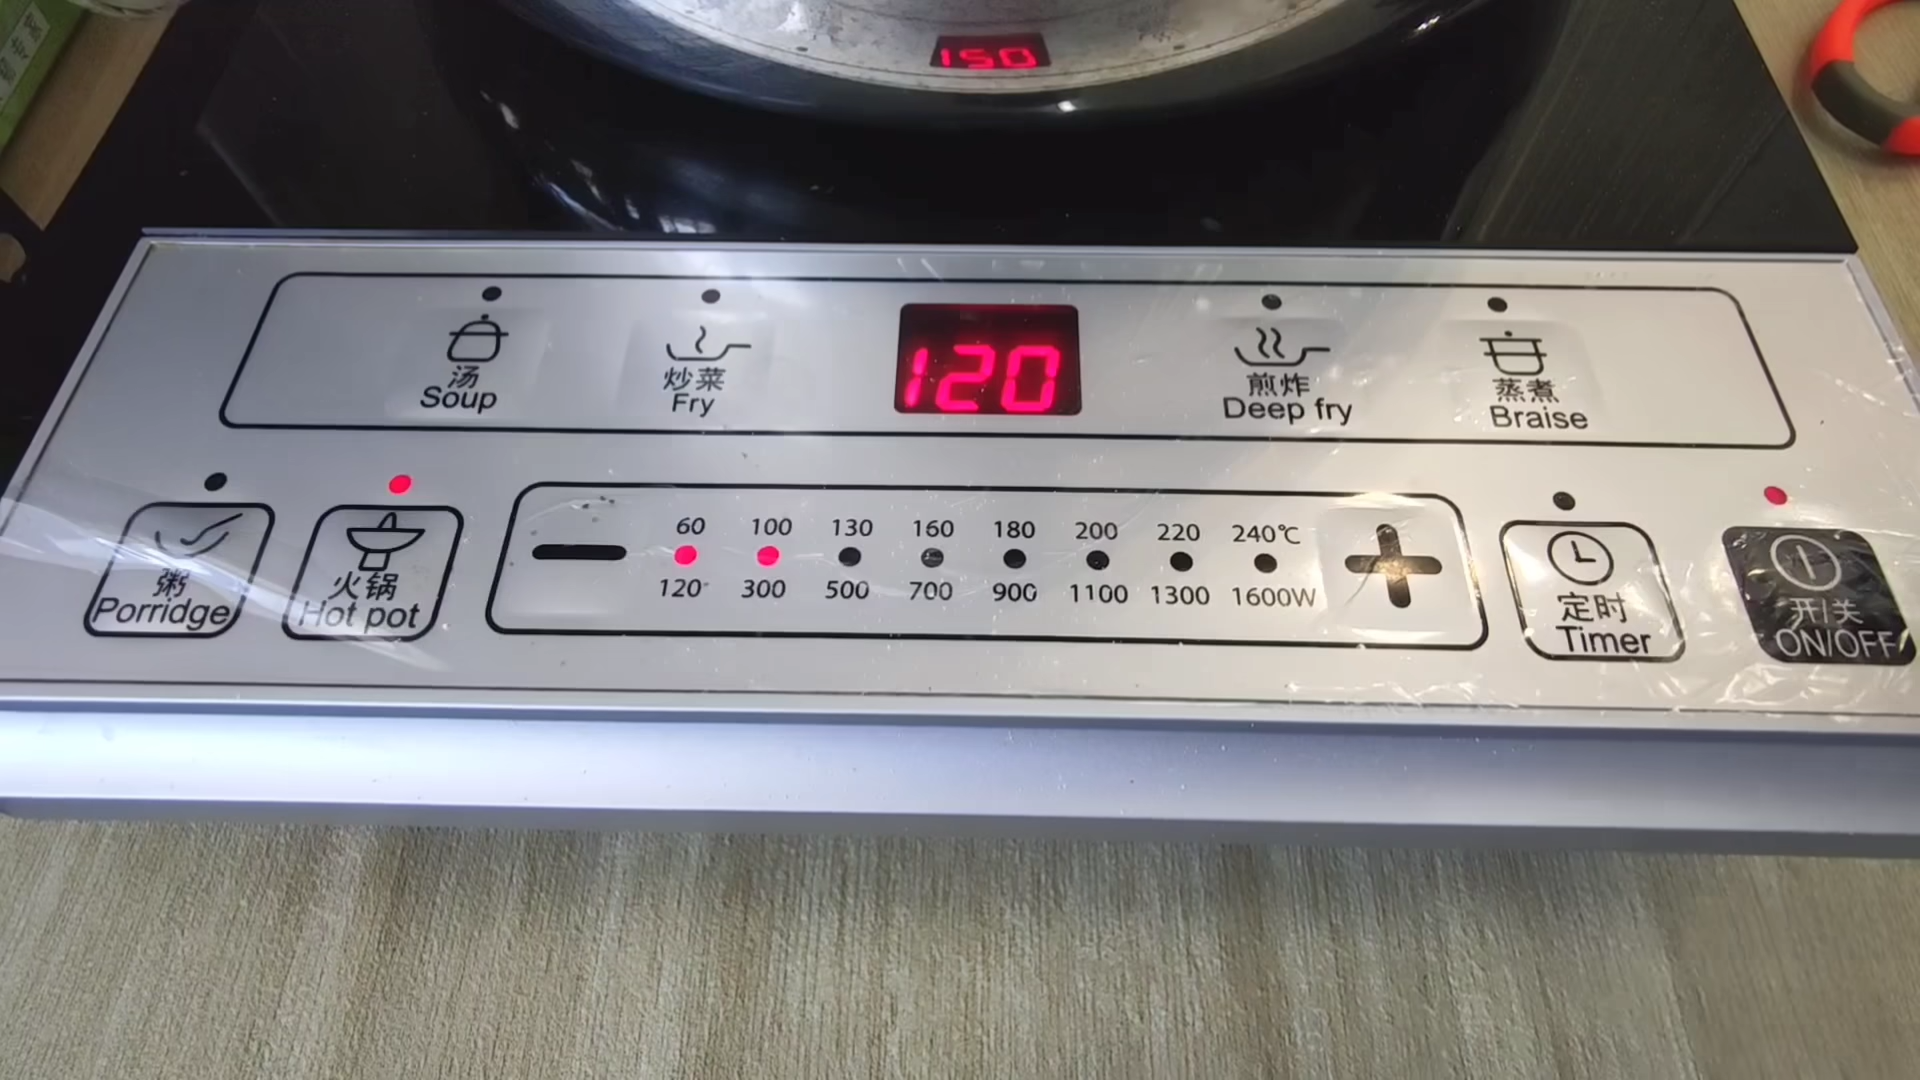 150
汤
Soup
炒菜
Fry
120
煎炸
Deep fry
蒸煮
Braise
粥
Porridge
火锅
Hot pot
60 100 130 160 180 200 220 240℃
120 300 500 700 900 1100 1300 1600W
定时
Timer
开/关
ON/OFF